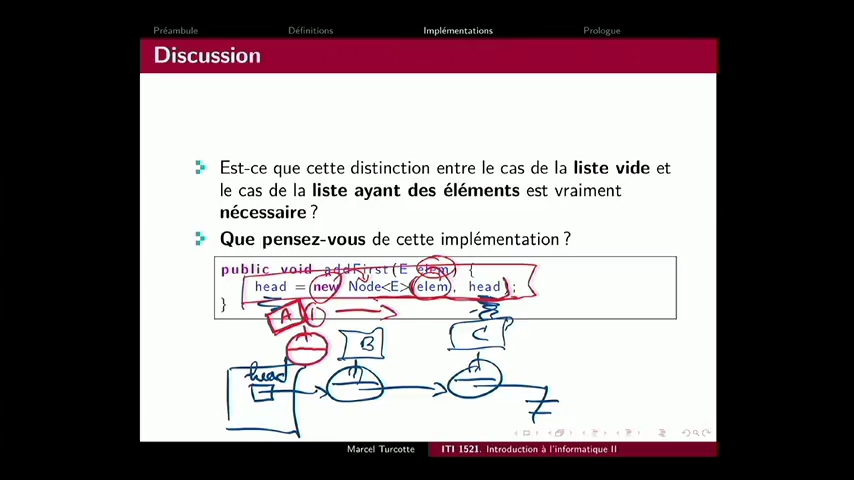 Préambule Définitions Implémentations Prologue
Discussion
Est-ce que cette distinction entre le cas de la liste vide et
le cas de la liste ayant des éléments est vraiment
nécessaire ?
Que pensez-vous de cette implémentation ?
public void addFirst(E elem) {
head = new Node<E>(elem, head);
}
A 1
B
C
head
Marcel Turcotte ITI 1521. Introduction à l'informatique II